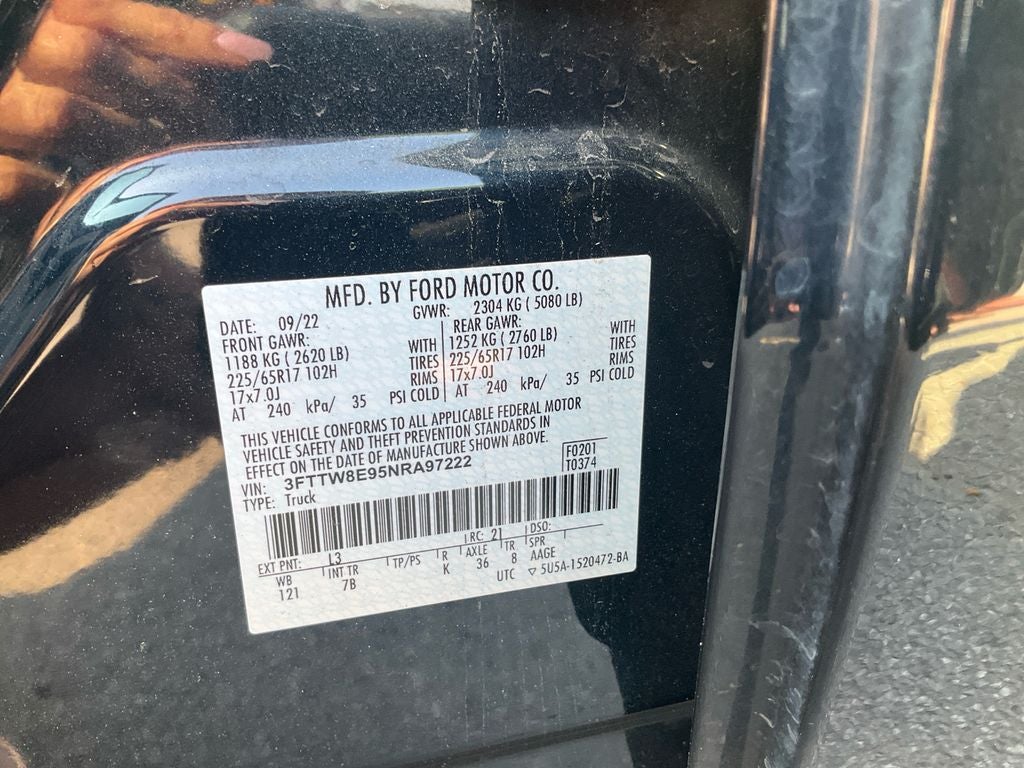 MFD. BY FORD MOTOR CO.
DATE: 09/22 GVWR: 2304 KG ( 5080 LB)
FRONT GAWR: REAR GAWR:
1188 KG ( 2620 LB) WITH 1252 KG ( 2760 LB) WITH
225/65R17 102H TIRES 225/65R17 102H TIRES
17x7.0J RIMS 17x7.0J RIMS
AT 240 kPa/ 35 PSI COLD AT 240 kPa/ 35 PSI COLD
THIS VEHICLE CONFORMS TO ALL APPLICABLE FEDERAL MOTOR
VEHICLE SAFETY AND THEFT PREVENTION STANDARDS IN
EFFECT ON THE DATE OF MANUFACTURE SHOWN ABOVE.
VIN: 3FTTW8E95NRA97222 F0201
TYPE: Truck T0374
EXT PNT: L3 RC: 21 DSO:
WB INT TR TP/PS R AXLE TR SPR
121 7B K 36 8 AAGE
UTC ▽ 5U5A-1520472-BA